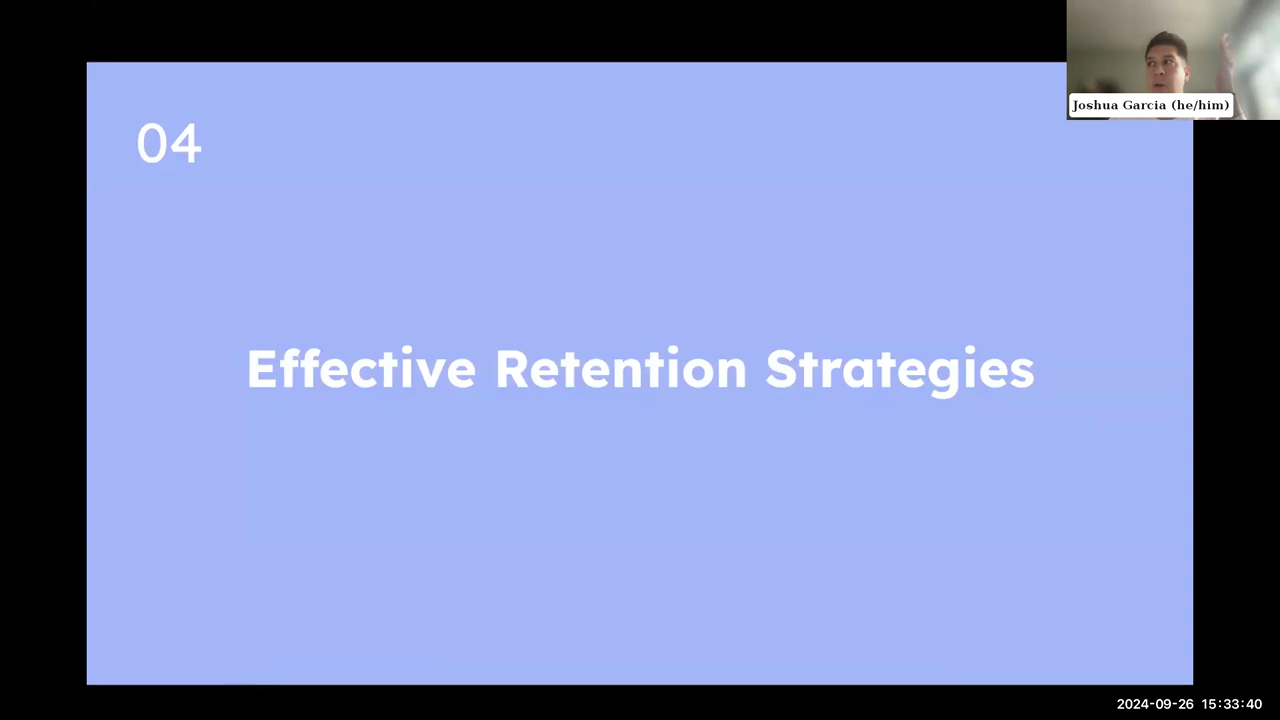 Joshua Garcia (he/him)
04
Effective Retention Strategies
2024-09-26 15:33:40